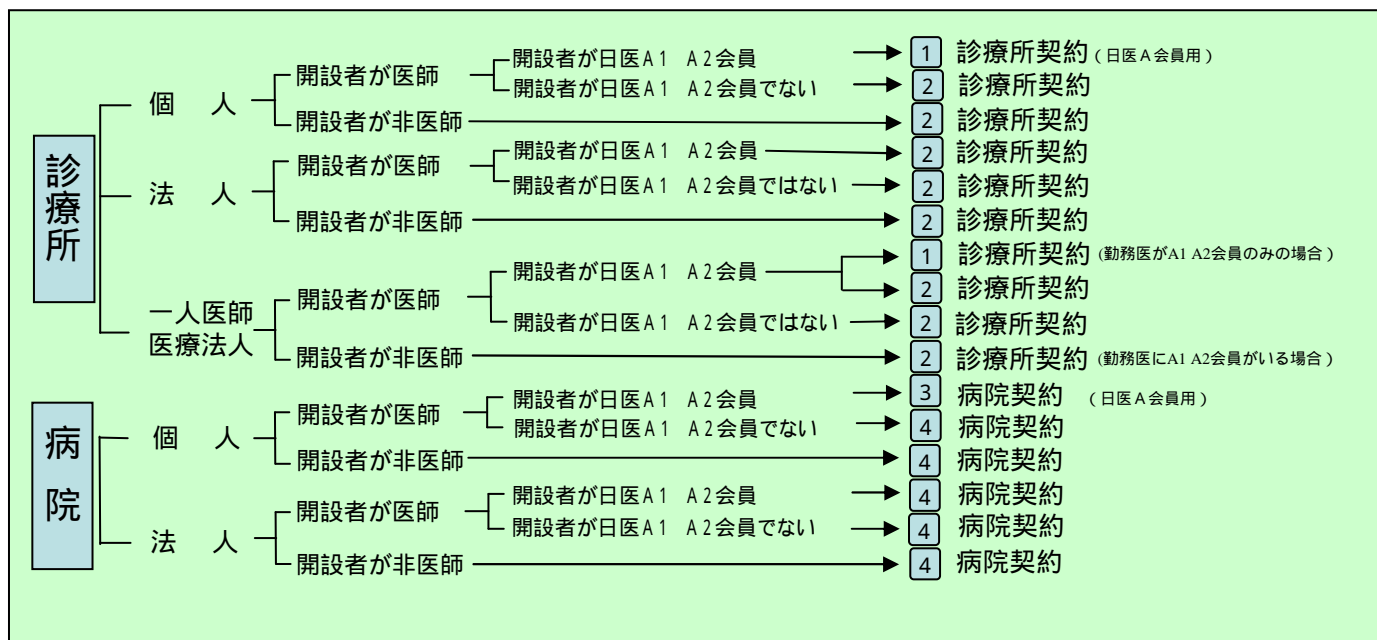 診療所
個 人
開設者が医師
開設者が日医A1 A2会員
1 診療所契約 (日医A会員用)
開設者が日医A1 A2会員でない
2 診療所契約
開設者が非医師
2 診療所契約
法 人
開設者が医師
開設者が日医A1 A2会員
2 診療所契約
開設者が日医A1 A2会員ではない
2 診療所契約
開設者が非医師
2 診療所契約
一人医師
医療法人
開設者が医師
開設者が日医A1 A2会員
1 診療所契約 (勤務医がA1 A2会員のみの場合)
2 診療所契約
開設者が日医A1 A2会員ではない
2 診療所契約
開設者が非医師
2 診療所契約 (勤務医にA1 A2会員がいる場合)
病院
個 人
開設者が医師
開設者が日医A1 A2会員
3 病院契約 (日医A会員用)
開設者が日医A1 A2会員でない
4 病院契約
開設者が非医師
4 病院契約
法 人
開設者が医師
開設者が日医A1 A2会員
4 病院契約
開設者が日医A1 A2会員でない
4 病院契約
開設者が非医師
4 病院契約